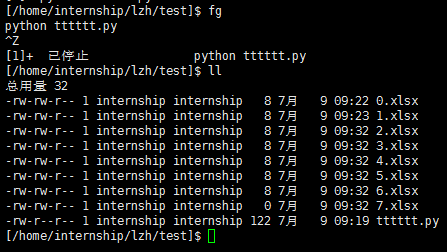 [/home/internship/lzh/test]$ fg
python tttttt.py
^Z
[1]+  已停止               python tttttt.py
[/home/internship/lzh/test]$ ll
总用量 32
-rw-rw-r-- 1 internship internship   8 7月   9 09:22 0.xlsx
-rw-rw-r-- 1 internship internship   8 7月   9 09:23 1.xlsx
-rw-rw-r-- 1 internship internship   8 7月   9 09:32 2.xlsx
-rw-rw-r-- 1 internship internship   8 7月   9 09:32 3.xlsx
-rw-rw-r-- 1 internship internship   8 7月   9 09:32 4.xlsx
-rw-rw-r-- 1 internship internship   8 7月   9 09:32 5.xlsx
-rw-rw-r-- 1 internship internship   8 7月   9 09:32 6.xlsx
-rw-rw-r-- 1 internship internship   0 7月   9 09:32 7.xlsx
-rw-r--r-- 1 internship internship 122 7月   9 09:19 tttttt.py
[/home/internship/lzh/test]$